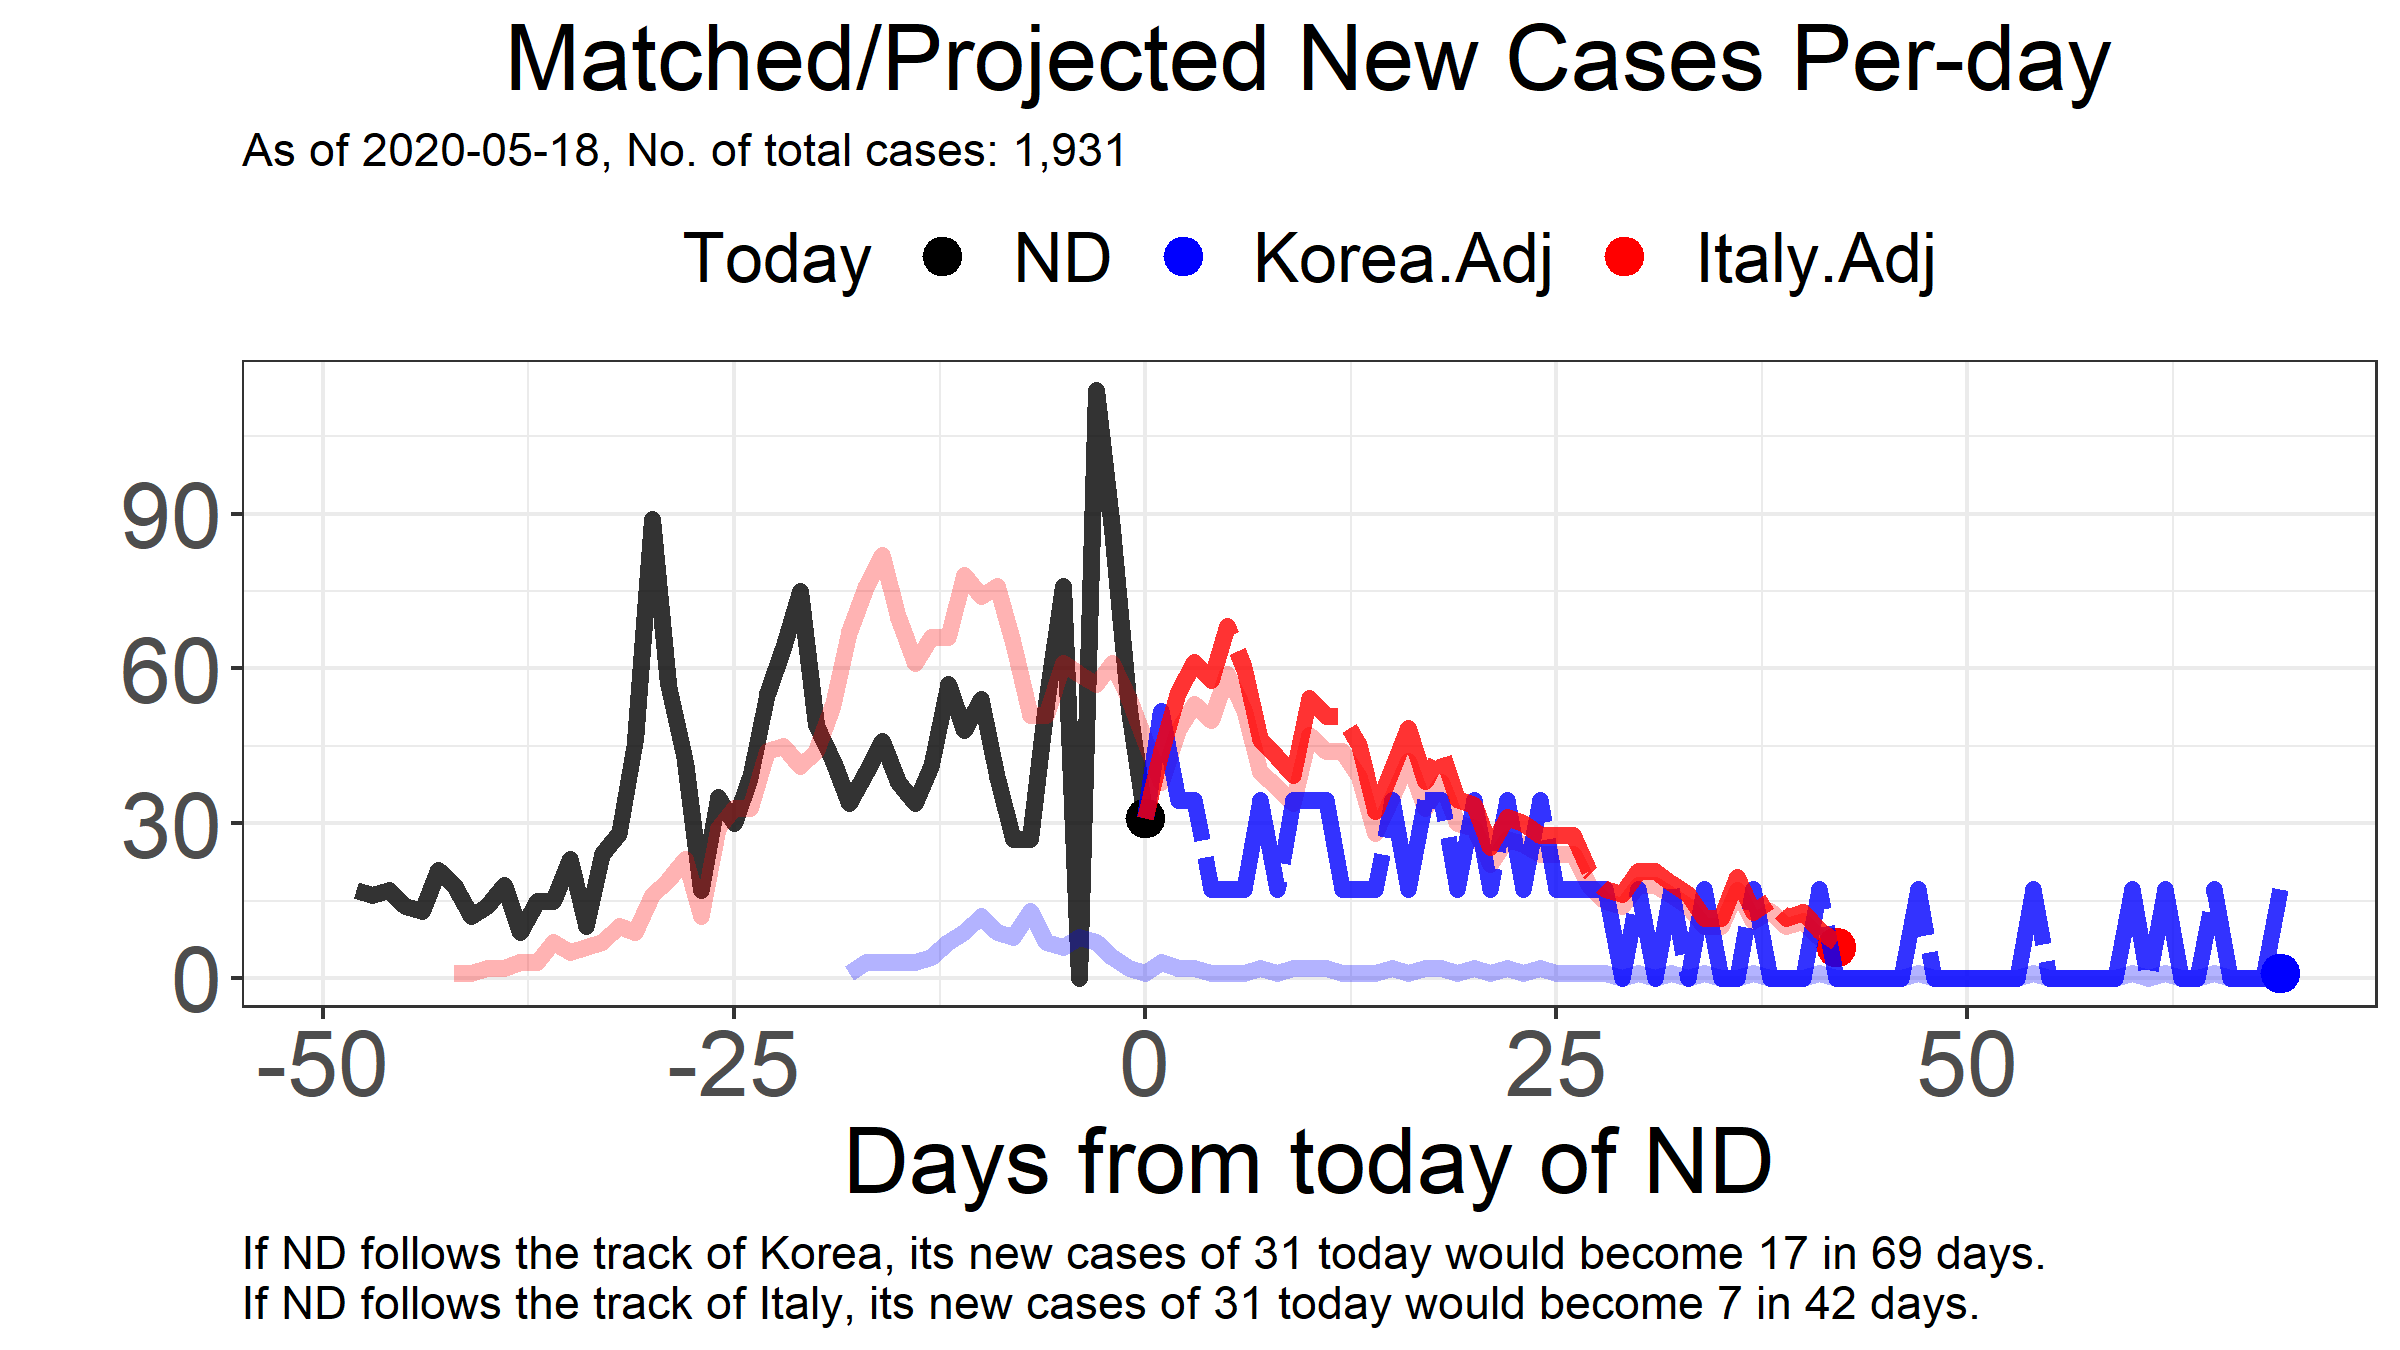 Matched/Projected New Cases Per-day
As of 2020-05-18, No. of total cases: 1,931
Today ND Korea.Adj Italy.Adj
90
60
30
0
-50 -25 0 25 50
Days from today of ND
If ND follows the track of Korea, its new cases of 31 today would become 17 in 69 days.
If ND follows the track of Italy, its new cases of 31 today would become 7 in 42 days.